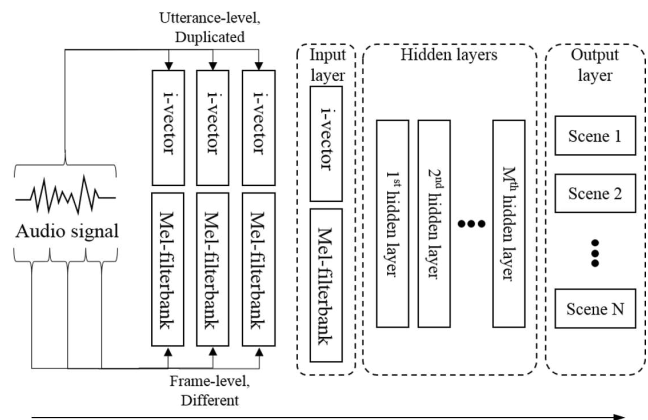 Utterance-level,
Duplicated
i-vector
i-vector
i-vector
Mel-filterbank
Mel-filterbank
Mel-filterbank
Audio signal
Frame-level,
Different
Input
layer
i-vector
Mel-filterbank
Hidden layers
1st hidden layer
2nd hidden layer
Mth hidden layer
Output
layer
Scene 1
Scene 2
Scene N